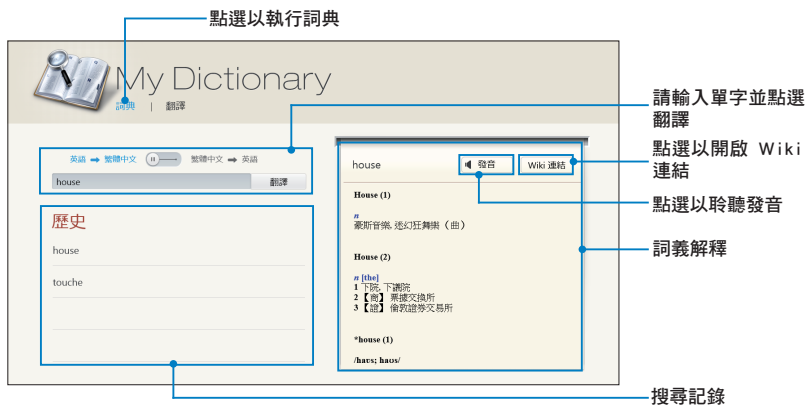 點選以執行詞典
My Dictionary
詞典 | 翻譯
請輸入單字並點選
翻譯
英語 ➡ 繁體中文 繁體中文 ➡ 英語
house 翻譯
點選以開啟 Wiki
連結
house 發音 Wiki 連結
點選以聆聽發音
House (1)
n
豪斯音樂, 迷幻狂舞樂（曲）
詞義解釋
House (2)
n [the]
1 下院, 下議院
2 【商】 票據交換所
3 【證】 倫敦證券交易所
*house (1)
/haʊs; haʊs/
歷史
house
touche
搜尋記錄